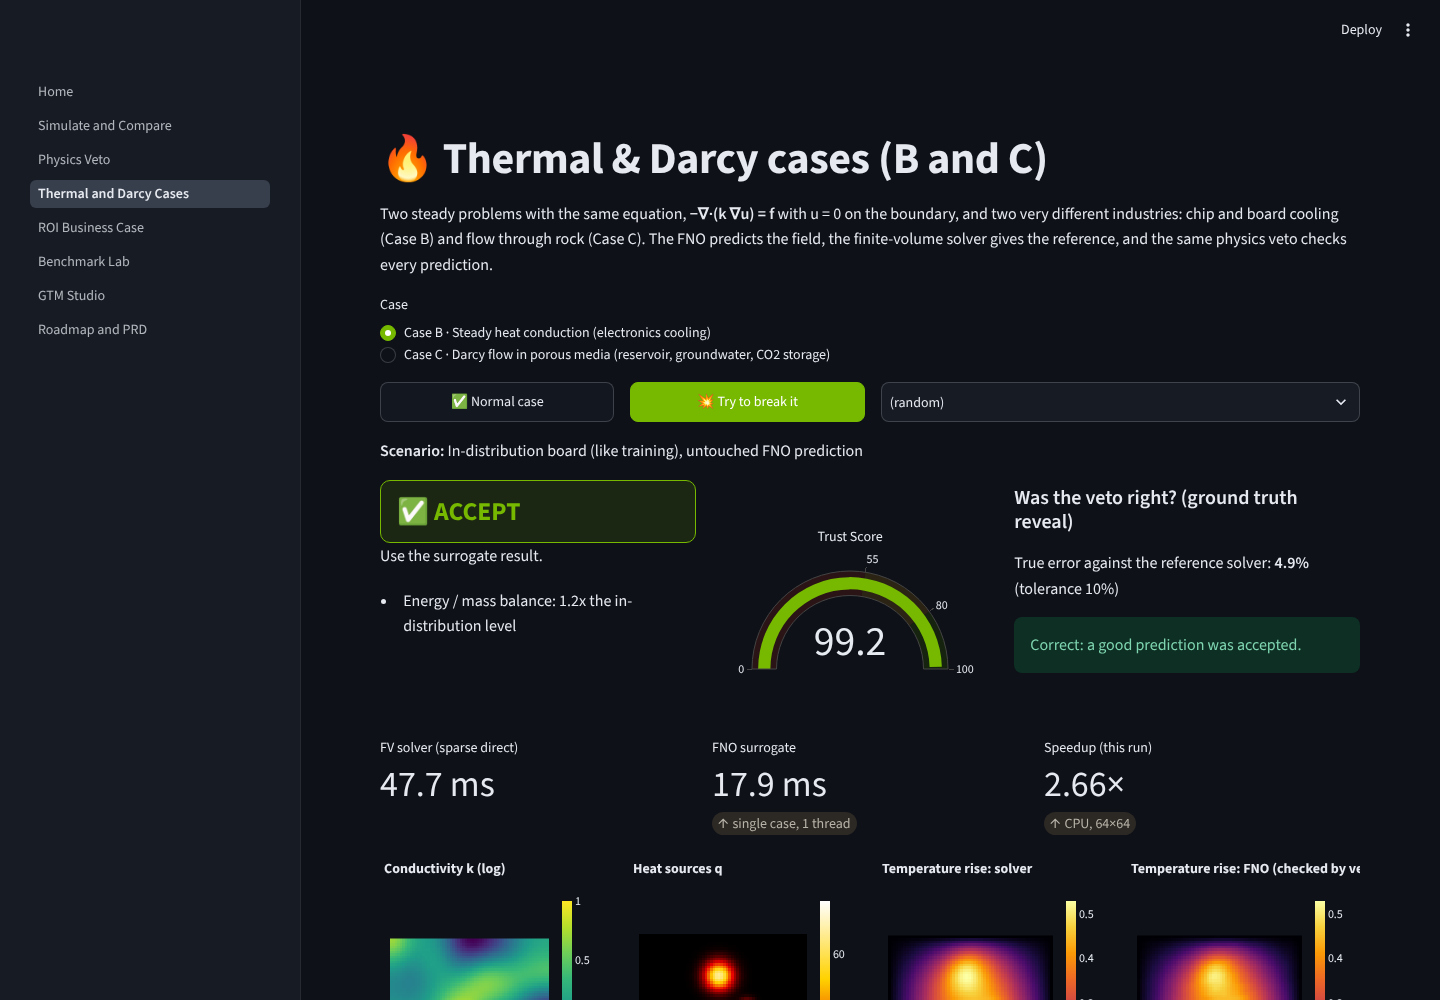 Deploy
Home
Simulate and Compare
Physics Veto
Thermal and Darcy Cases
ROI Business Case
Benchmark Lab
GTM Studio
Roadmap and PRD
🔥 Thermal & Darcy cases (B and C)
Two steady problems with the same equation, −∇·(k ∇u) = f with u = 0 on the boundary, and two very different industries: chip and board cooling
(Case B) and flow through rock (Case C). The FNO predicts the field, the finite-volume solver gives the reference, and the same physics veto checks
every prediction.
Case
Case B · Steady heat conduction (electronics cooling)
Case C · Darcy flow in porous media (reservoir, groundwater, CO2 storage)
✅ Normal case
💥 Try to break it
(random)
Scenario: In-distribution board (like training), untouched FNO prediction
✅ ACCEPT
Use the surrogate result.
• Energy / mass balance: 1.2x the in-
distribution level
Trust Score
55
80
99.2
0
100
Was the veto right? (ground truth
reveal)
True error against the reference solver: 4.9%
(tolerance 10%)
Correct: a good prediction was accepted.
FV solver (sparse direct)
47.7 ms
FNO surrogate
17.9 ms
↑ single case, 1 thread
Speedup (this run)
2.66×
↑ CPU, 64×64
Conductivity k (log)
1
0.5
Heat sources q
60
Temperature rise: solver
0.5
0.4
Temperature rise: FNO (checked by ve
0.5
0.4